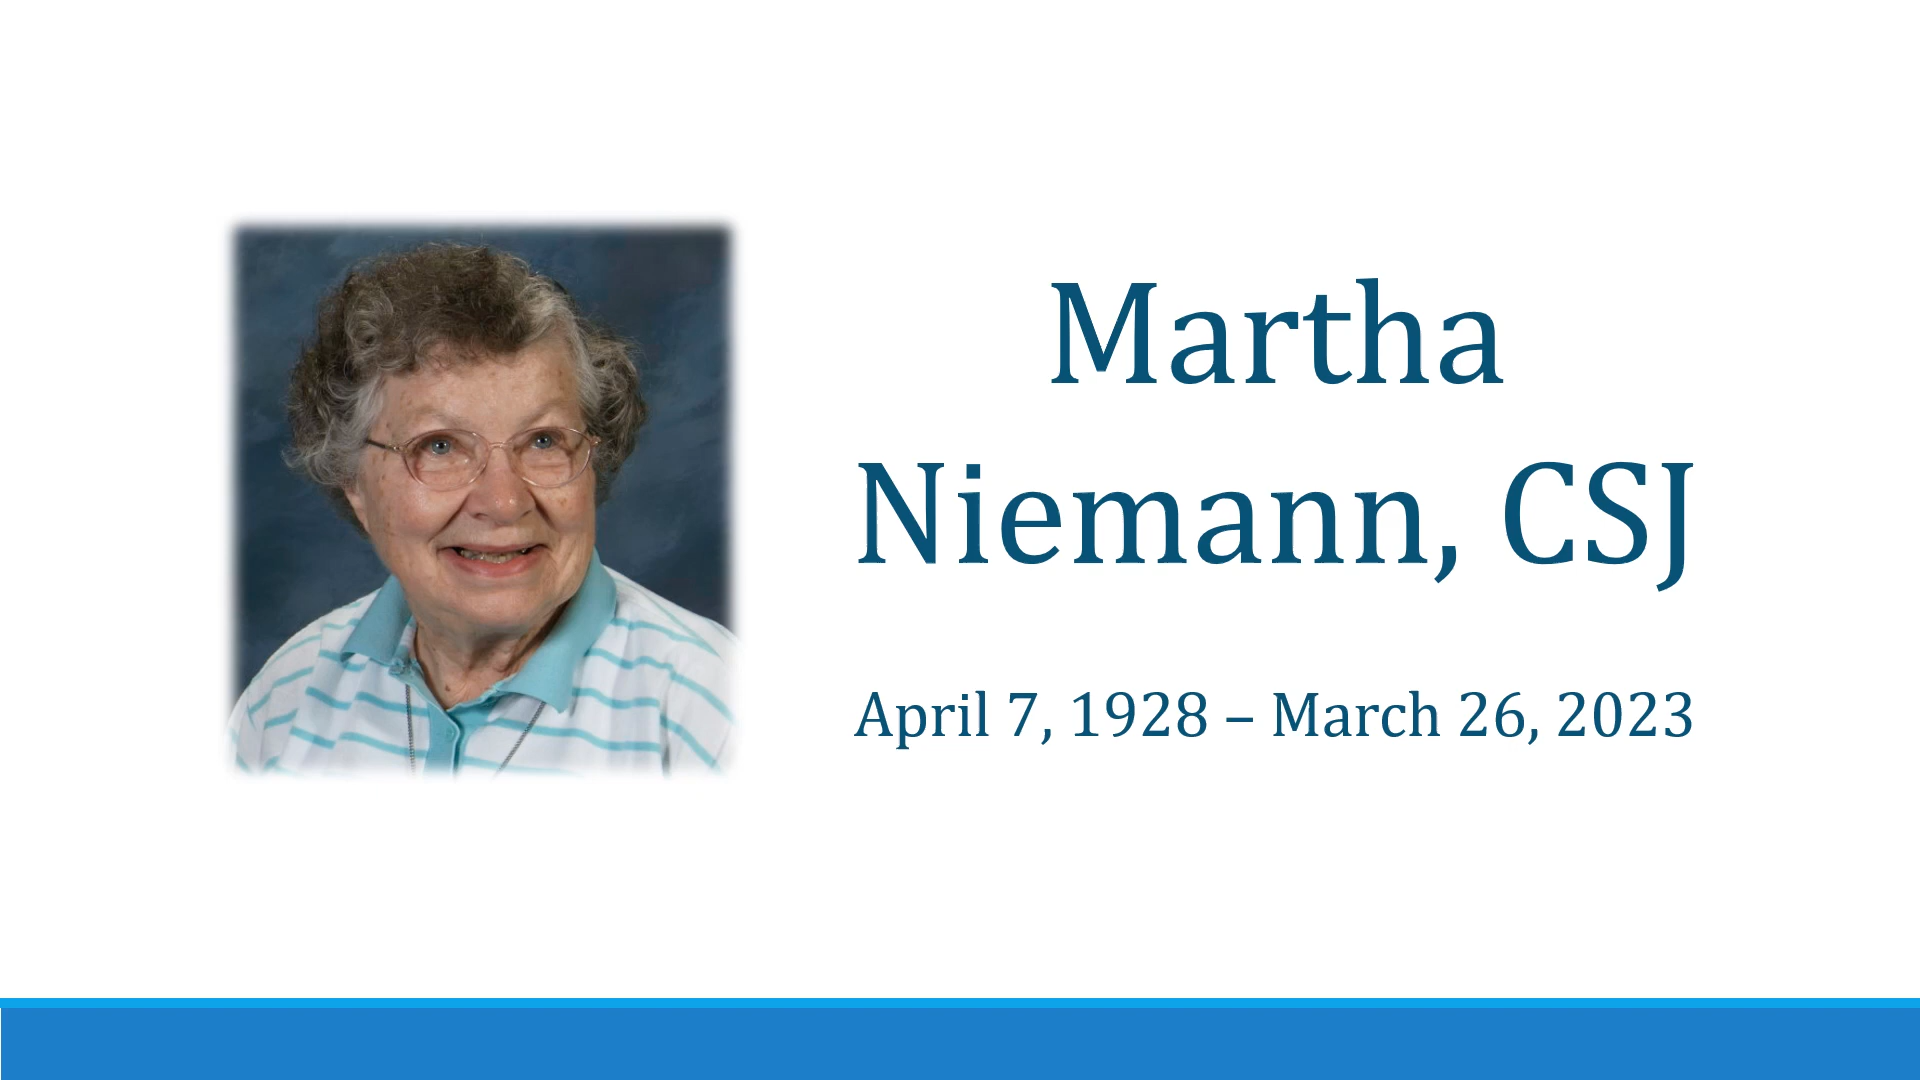 Martha
Niemann, CSJ
April 7, 1928 – March 26, 2023